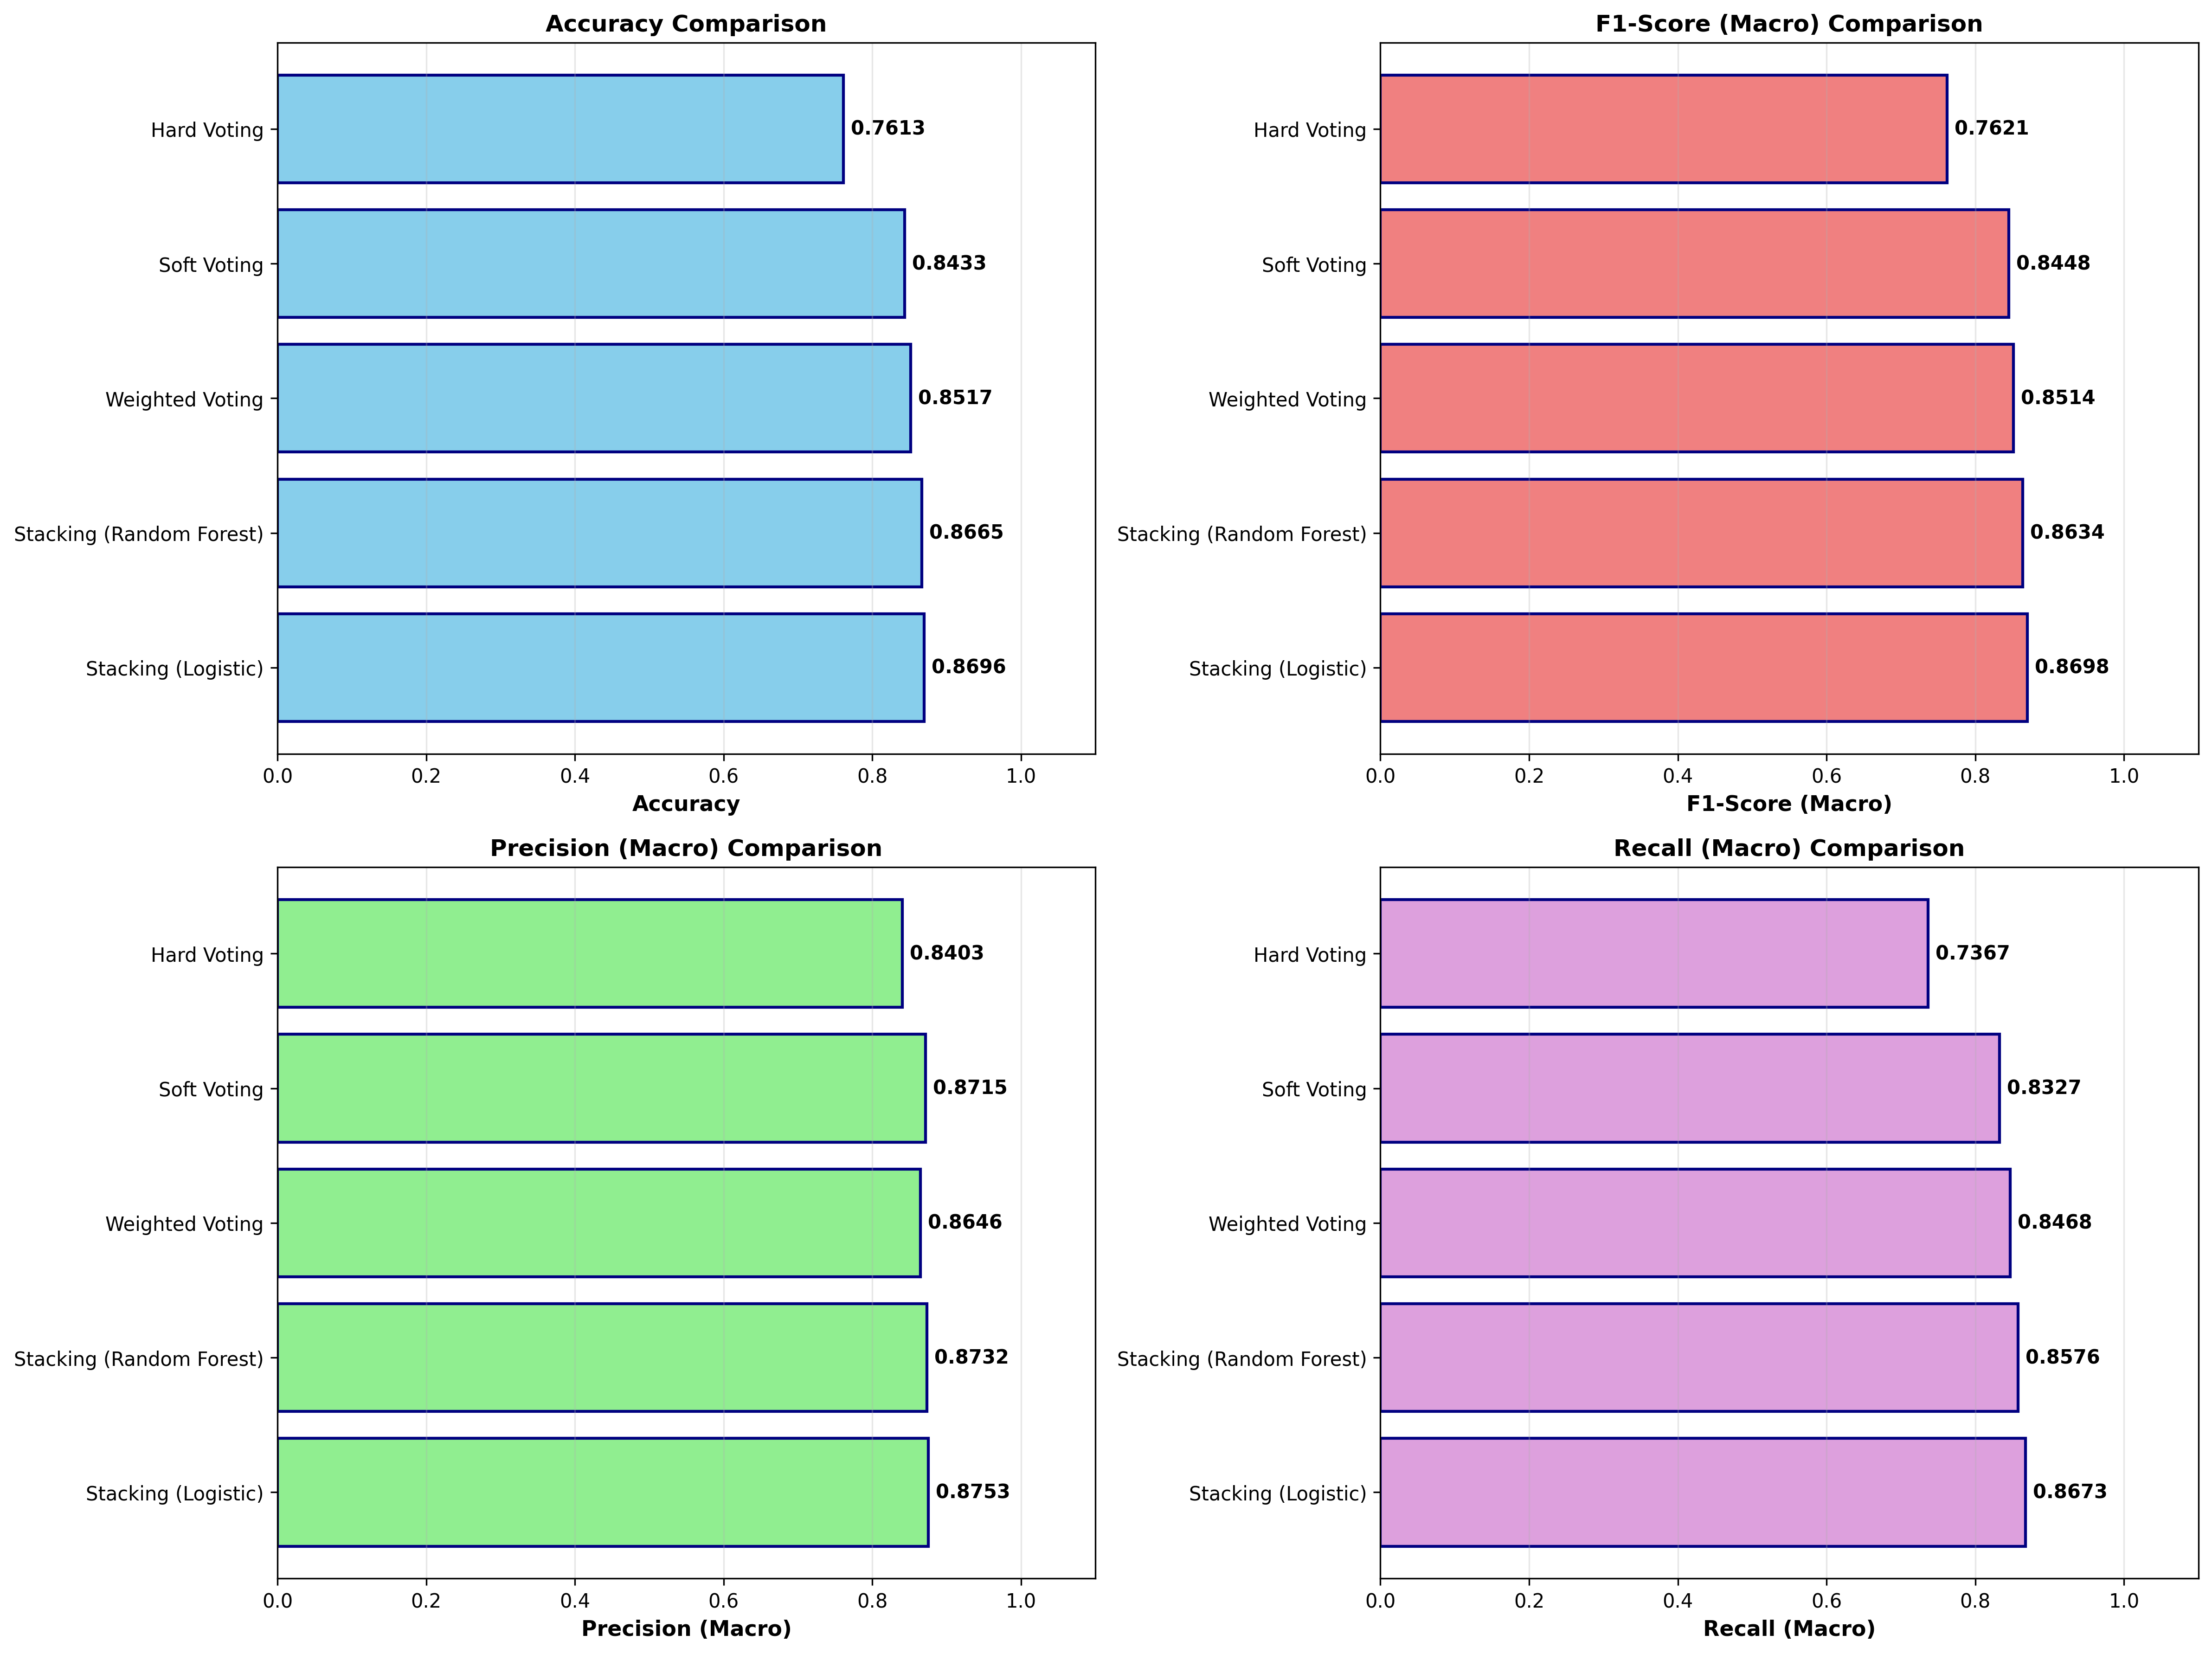 Accuracy Comparison
Hard Voting
0.7613
Soft Voting
0.8433
Weighted Voting
0.8517
Stacking (Random Forest)
0.8665
Stacking (Logistic)
0.8696
0.0 0.2 0.4 0.6 0.8 1.0
Accuracy
F1-Score (Macro) Comparison
Hard Voting
0.7621
Soft Voting
0.8448
Weighted Voting
0.8514
Stacking (Random Forest)
0.8634
Stacking (Logistic)
0.8698
0.0 0.2 0.4 0.6 0.8 1.0
F1-Score (Macro)
Precision (Macro) Comparison
Hard Voting
0.8403
Soft Voting
0.8715
Weighted Voting
0.8646
Stacking (Random Forest)
0.8732
Stacking (Logistic)
0.8753
0.0 0.2 0.4 0.6 0.8 1.0
Precision (Macro)
Recall (Macro) Comparison
Hard Voting
0.7367
Soft Voting
0.8327
Weighted Voting
0.8468
Stacking (Random Forest)
0.8576
Stacking (Logistic)
0.8673
0.0 0.2 0.4 0.6 0.8 1.0
Recall (Macro)